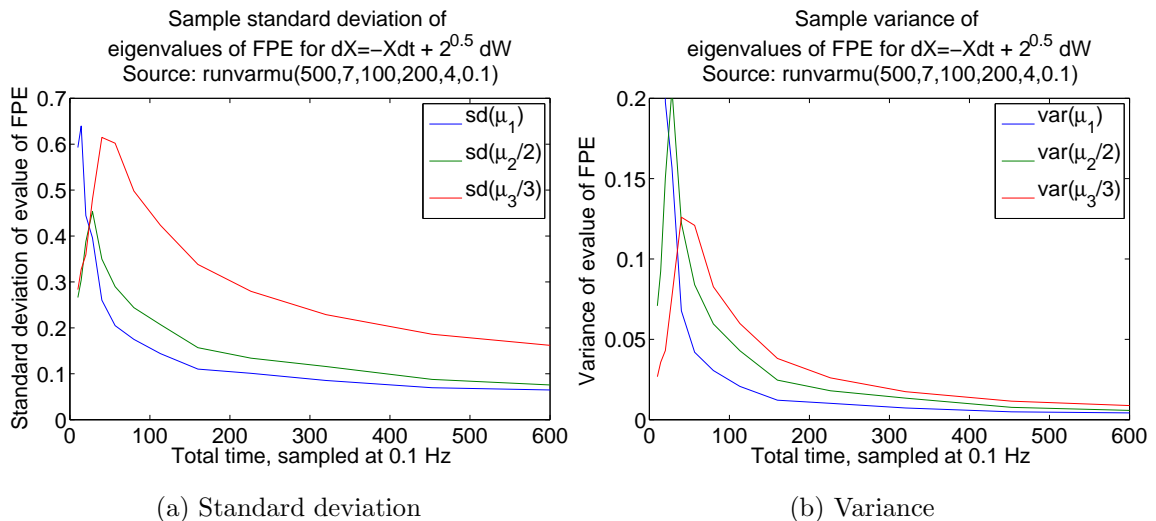 Sample standard deviation of
eigenvalues of FPE for dX=−Xdt + 2^0.5 dW
Source: runvarmu(500,7,100,200,4,0.1)
Standard deviation of evalue of FPE
0.7
0.6
0.5
0.4
0.3
0.2
0.1
0
sd(μ_1)
sd(μ_2/2)
sd(μ_3/3)
0 100 200 300 400 500 600
Total time, sampled at 0.1 Hz
(a) Standard deviation
Sample variance of
eigenvalues of FPE for dX=−Xdt + 2^0.5 dW
Source: runvarmu(500,7,100,200,4,0.1)
Variance of evalue of FPE
0.2
0.15
0.1
0.05
0
var(μ_1)
var(μ_2/2)
var(μ_3/3)
0 100 200 300 400 500 600
Total time, sampled at 0.1 Hz
(b) Variance